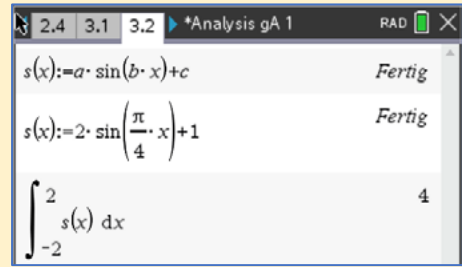 2.4 3.1 3.2 *Analysis gA 1 RAD
s(x):=a· sin(b· x)+c Fertig
s(x):=2· sin(π/4· x)+1 Fertig
∫_-2^2 s(x) dx 4